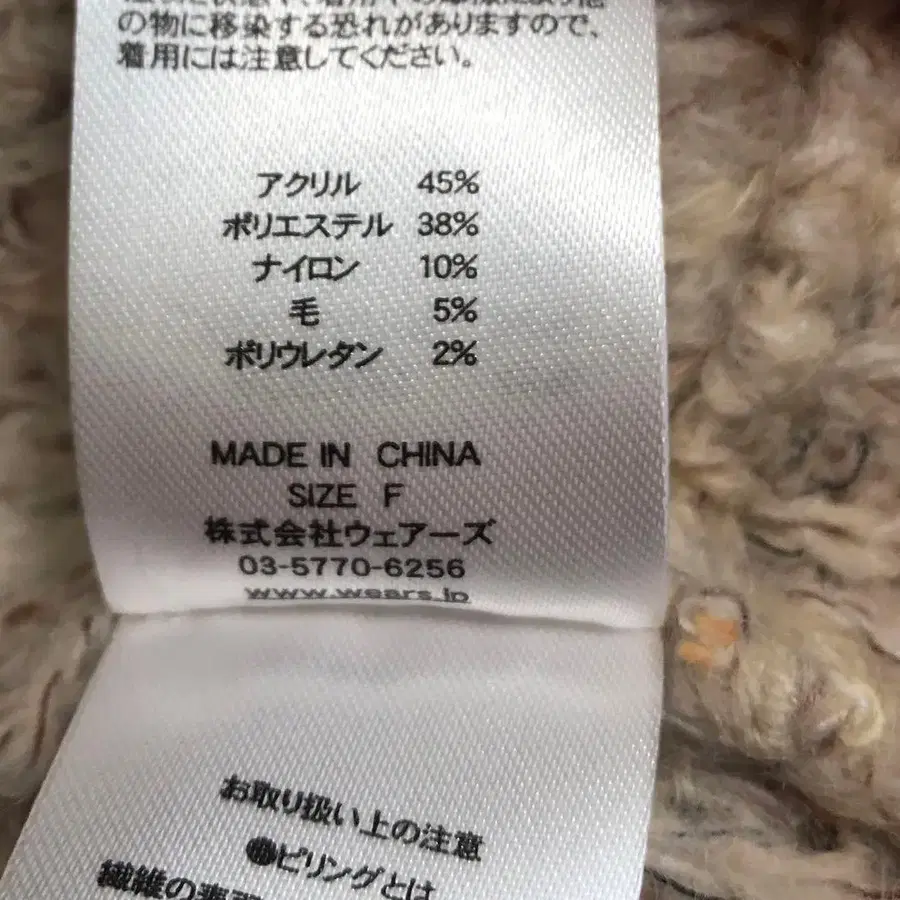 の物に移染する恐れがありますので、
着用には注意してください。
アクリル 45%
ポリエステル 38%
ナイロン 10%
毛 5%
ポリウレタン 2%
MADE IN CHINA
SIZE F
株式会社ウェアーズ
03-5770-6256
www.wears.jp
お取り扱い上の注意
●ピリングとは
繊維の表